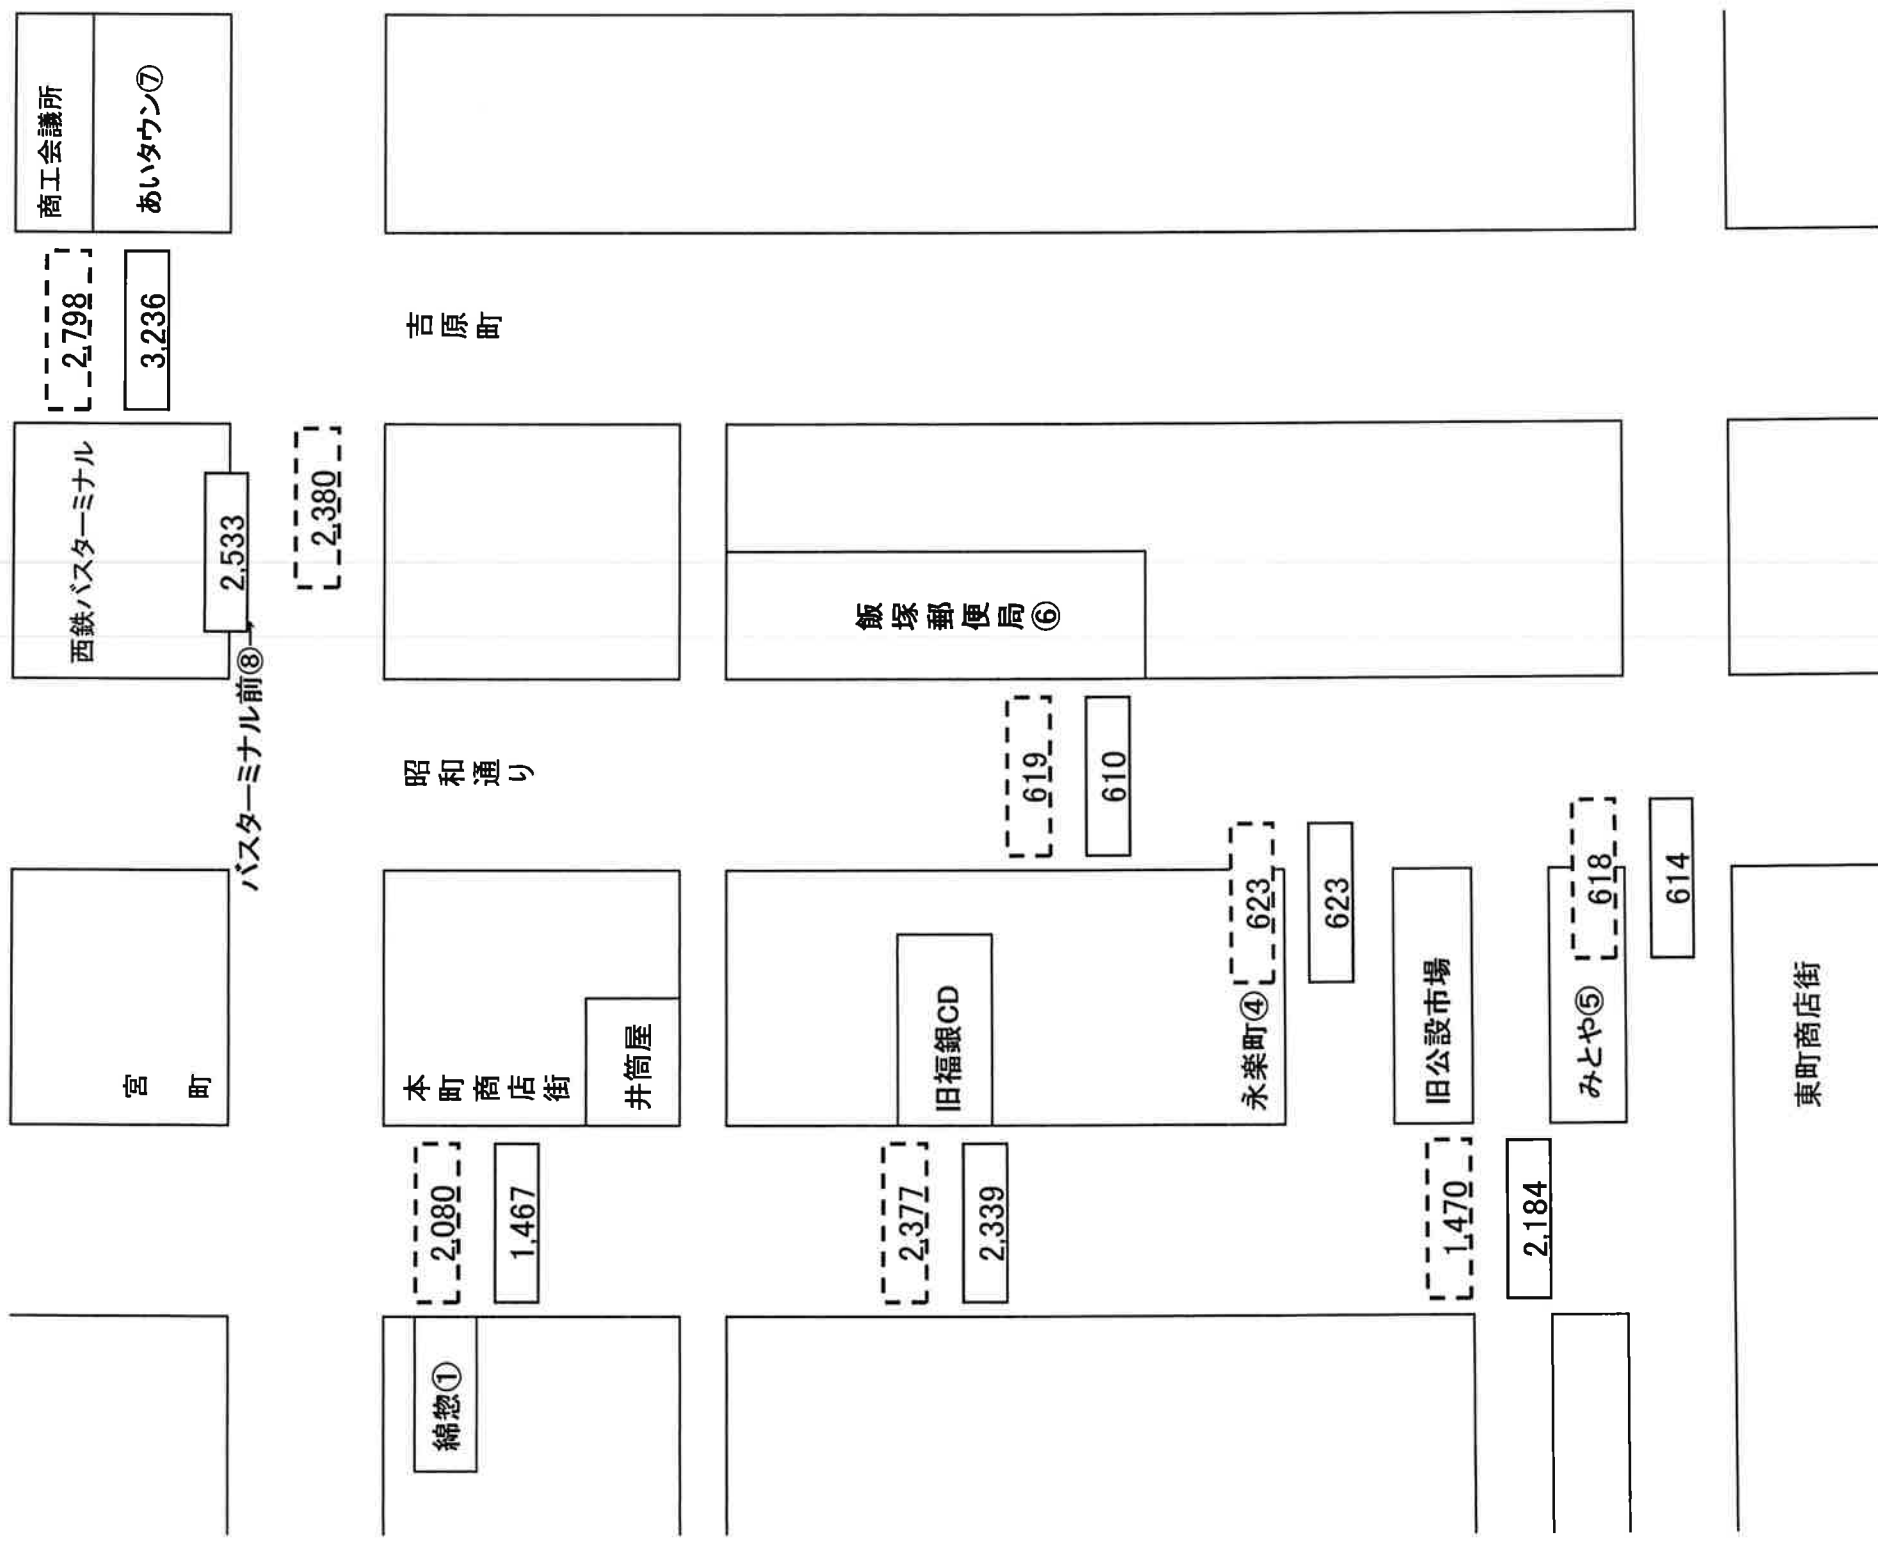 商工会議所
あいタウン⑦
2,798
3,236
西鉄バスターミナル
2,533
バスターミナル前⑧→
2,380
吉原町
昭和通り
飯塚郵便局⑥
619
610
宮町
本町商店街
井筒屋
旧福銀CD
永楽町④
623
623
旧公設市場
みとや⑤
618
614
東町商店街
2,080
1,467
2,377
2,339
1,470
2,184
綿惣①